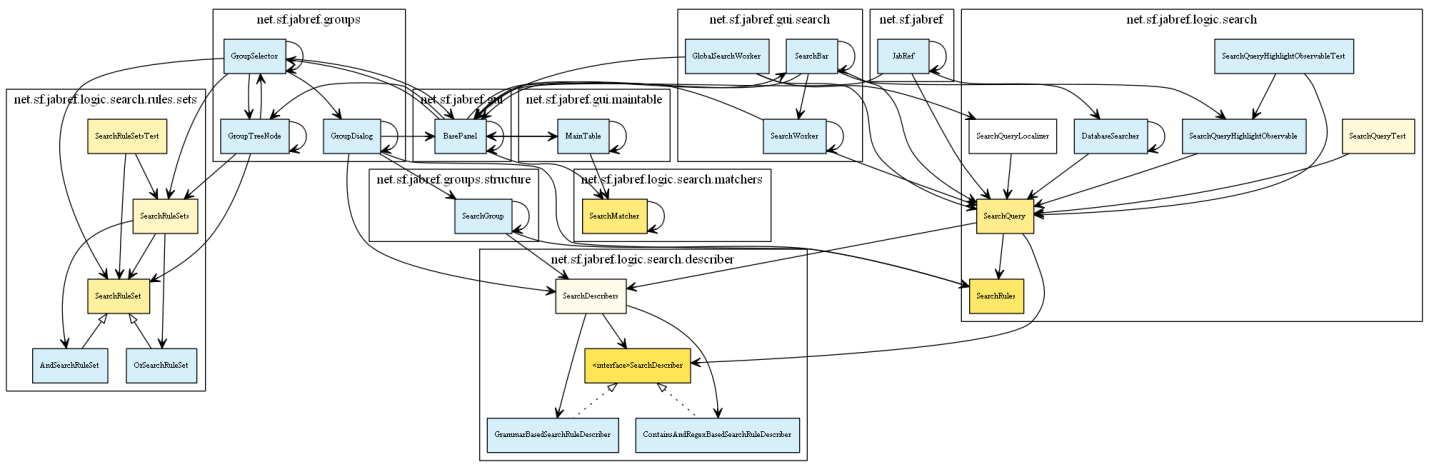 net.sf.jabref.groups
net.sf.jabref.gui.search
net.sf.jabref
net.sf.jabref.logic.search
GroupSelector
GlobalSearchWorker
SearchBar
JabRef
SearchQueryHighlightObservableTest
net.sf.jabref.logic.search.rules.sets
net.sf.jabref.gui
net.sf.jabref.gui.maintable
SearchRuleSetsTest
GroupTreeNode
GroupDialog
BasePanel
MainTable
SearchWorker
SearchQueryLocalizer
DatabaseSearcher
SearchQueryHighlightObservable
SearchQueryTest
net.sf.jabref.groups.structure
net.sf.jabref.logic.search.matchers
SearchRuleSets
SearchGroup
SearchMatcher
SearchQuery
net.sf.jabref.logic.search.describer
SearchRuleSet
SearchDescribers
SearchRules
AndSearchRuleSet
OrSearchRuleSet
<interface>SearchDescriber
GrammarBasedSearchRuleDescriber
ContainsAndRegexBasedSearchRuleDescriber